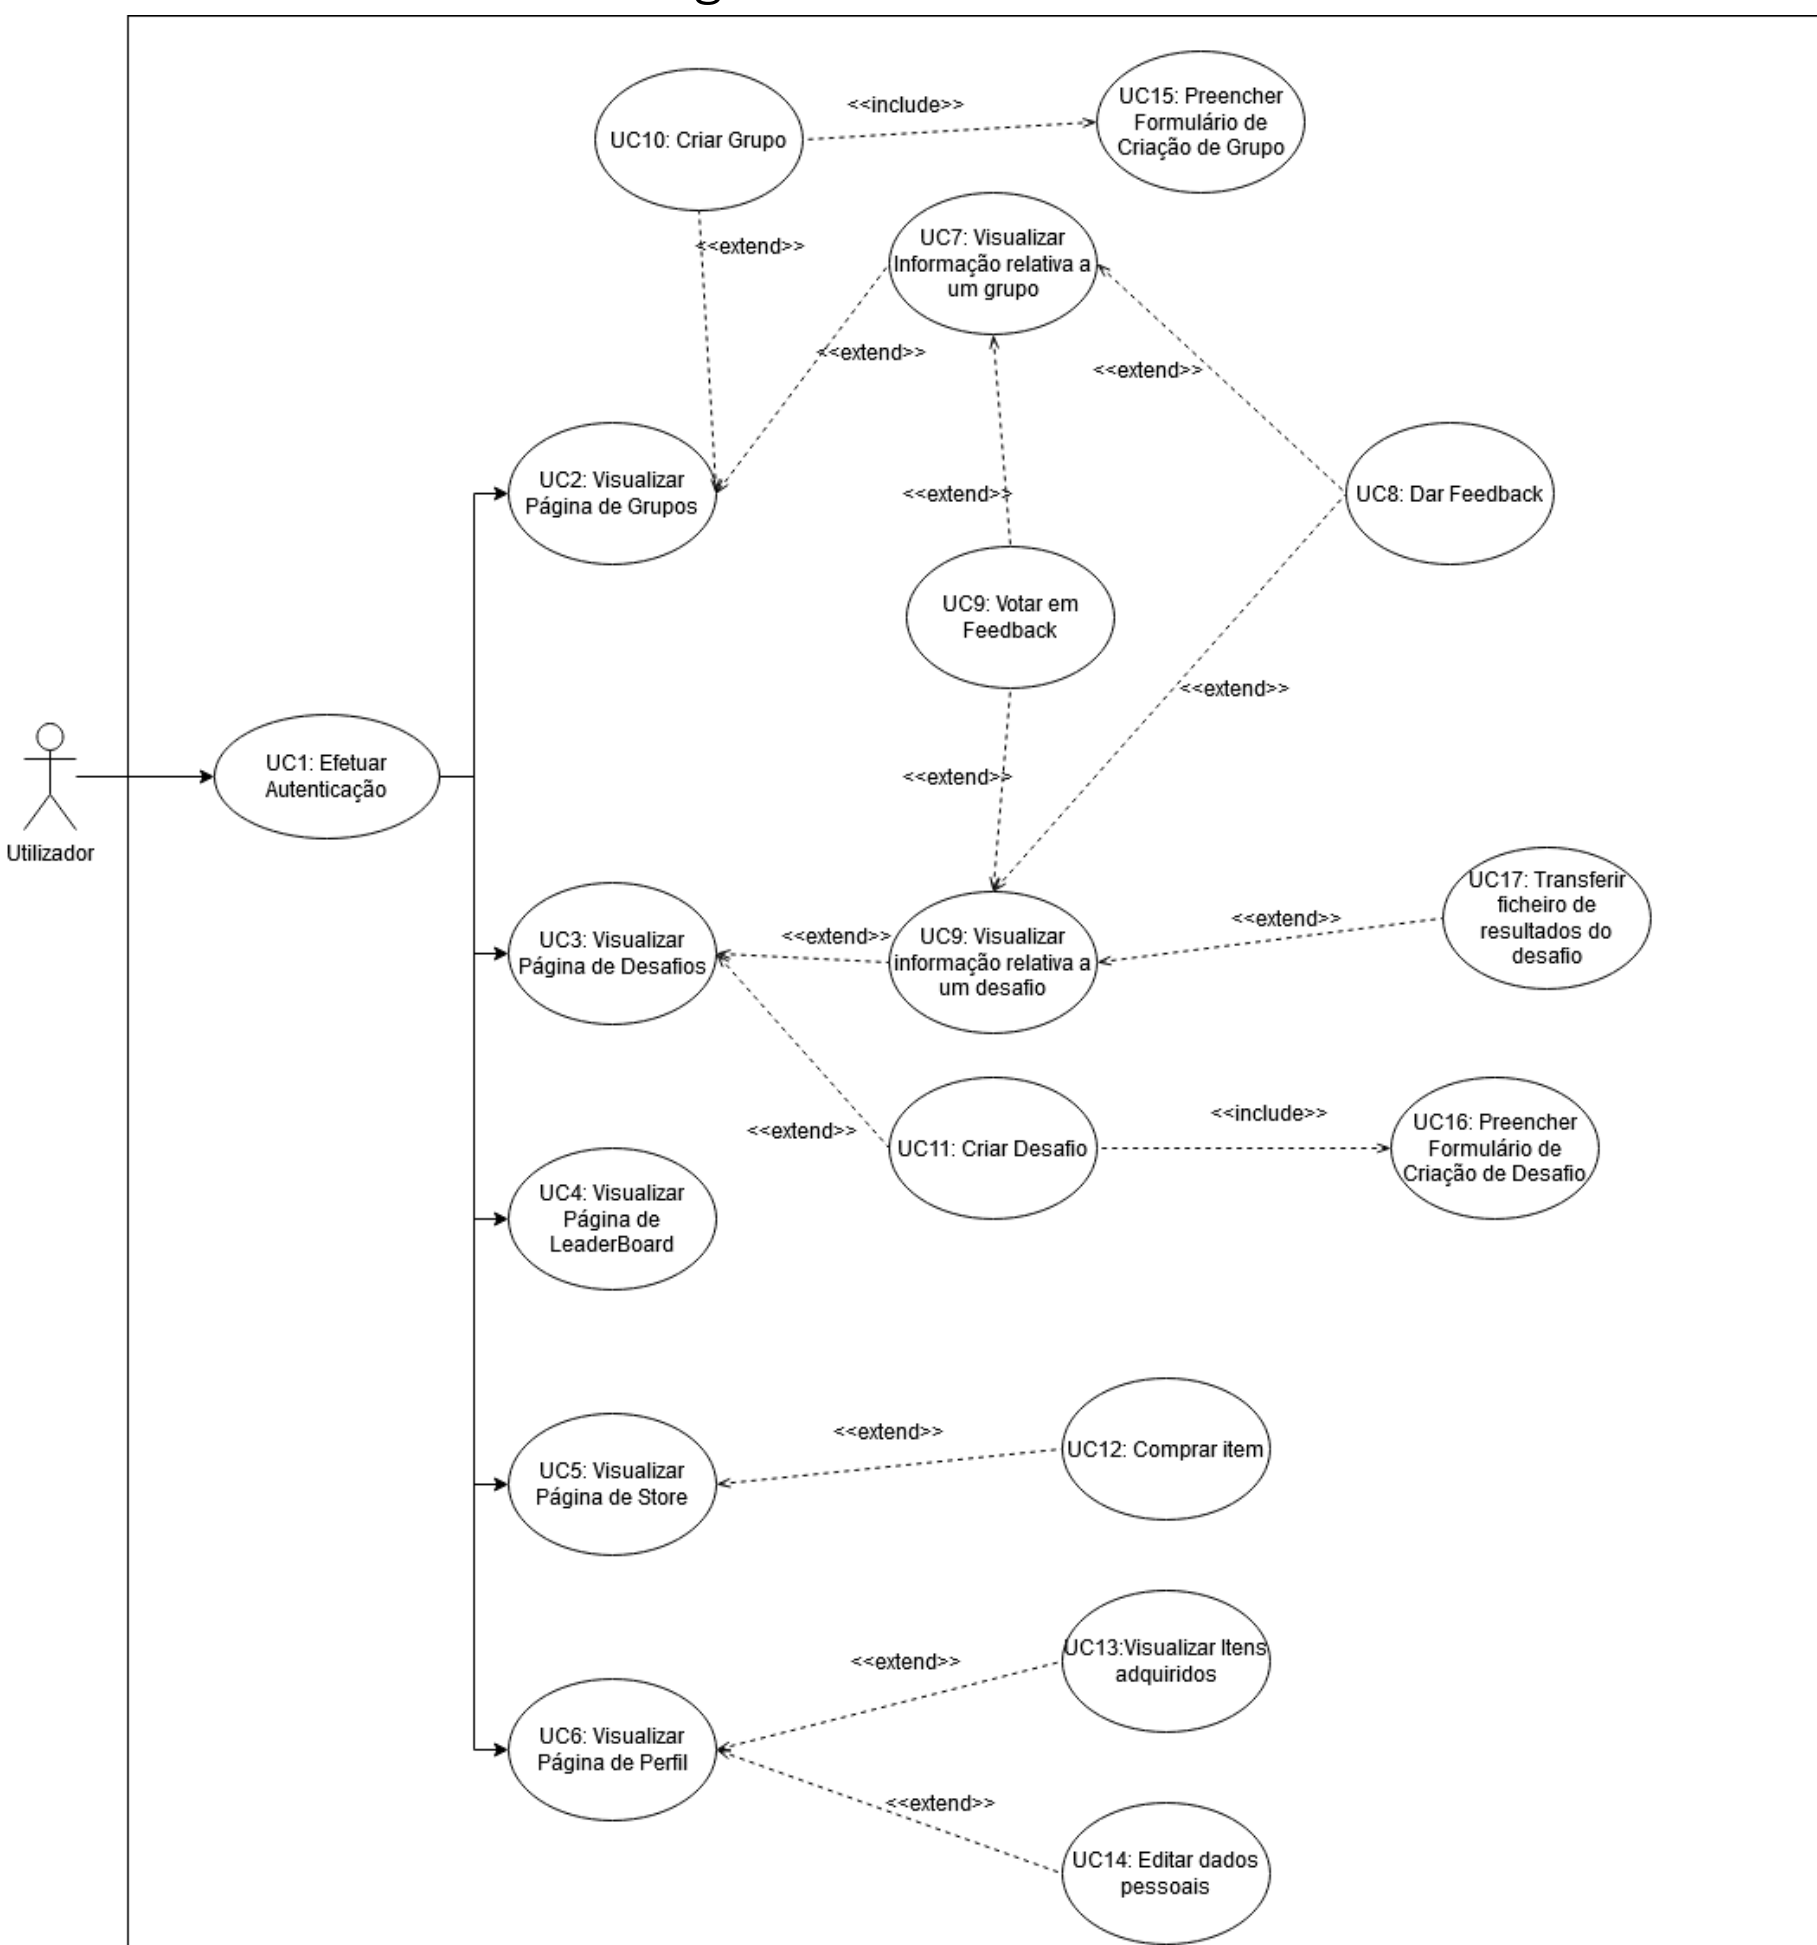 <<include>>
UC15: Preencher
Formulário de
Criação de Grupo
UC10: Criar Grupo
<<extend>>
UC7: Visualizar
Informação relativa a
um grupo
<<extend>>
<<extend>>
UC2: Visualizar
Página de Grupos
<<extend>>
UC8: Dar Feedback
UC9: Votar em
Feedback
<<extend>>
UC1: Efetuar
Autenticação
<<extend>>
Utilizador
UC3: Visualizar
Página de Desafios
<<extend>>
UC9: Visualizar
informação relativa a
um desafio
<<extend>>
UC17: Transferir
ficheiro de
resultados do
desafio
<<extend>>
UC11: Criar Desafio
<<include>>
UC16: Preencher
Formulário de
Criação de Desafio
UC4: Visualizar
Página de
LeaderBoard
UC5: Visualizar
Página de Store
<<extend>>
UC12: Comprar item
UC13:Visualizar Itens
adquiridos
<<extend>>
UC6: Visualizar
Página de Perfil
<<extend>>
UC14: Editar dados
pessoais